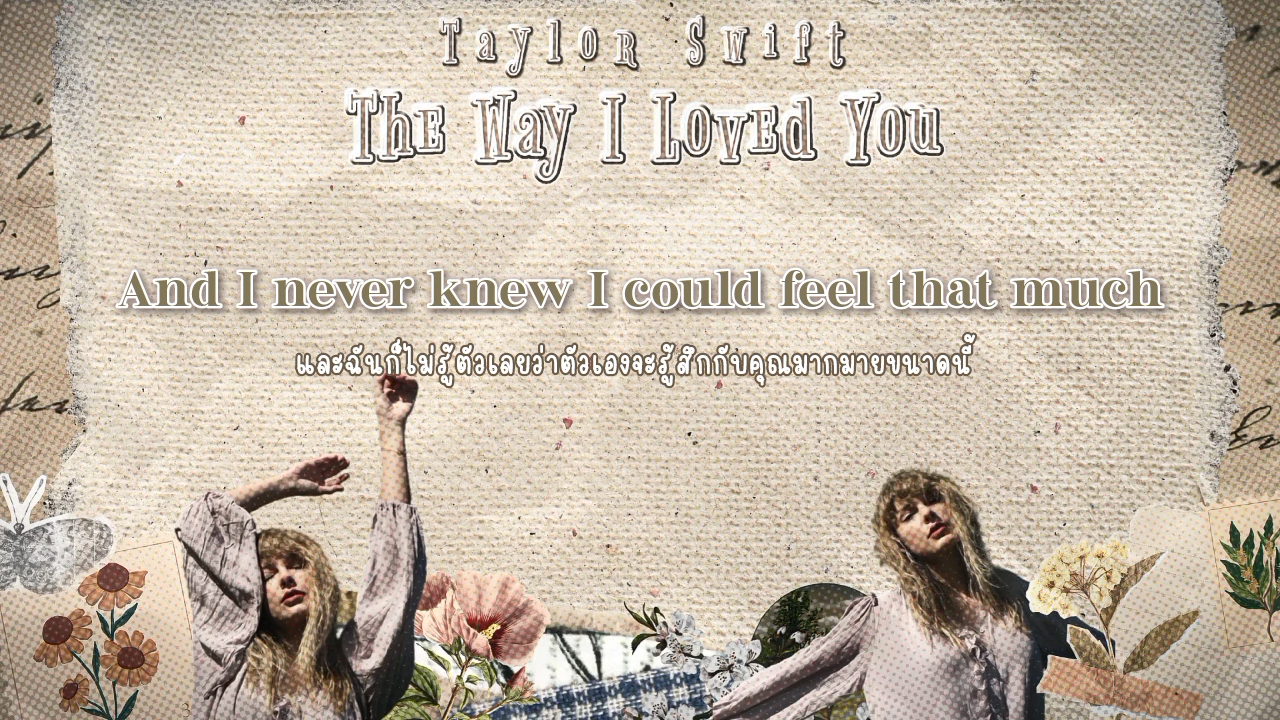 Taylor Swift
The Way I Loved You
And I never knew I could feel that much
และฉันก็ไม่รู้ตัวเลยว่าตัวเองจะรู้สึกกับคุณมากมายขนาดนี้